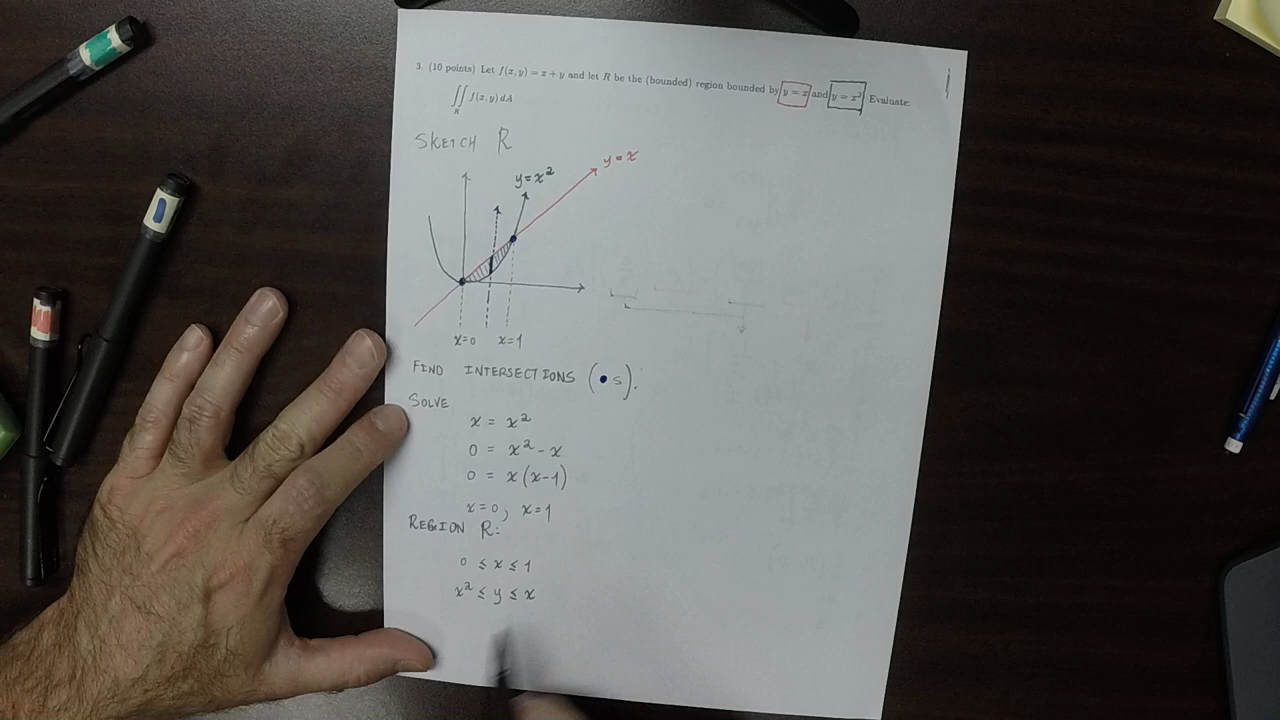 3. (10 points) Let f(x, y) = x + y and let R be the (bounded) region bounded by y = x and y = x² Evaluate:
∬_R f(x, y) dA
SKETCH R
y = x
y = x²
x=0 x=1
FIND INTERSECTIONS (•s):
SOLVE
x = x²
0 = x² - x
0 = x(x-1)
x=0, x=1
REGION R:
0 ≤ x ≤ 1
x² ≤ y ≤ x